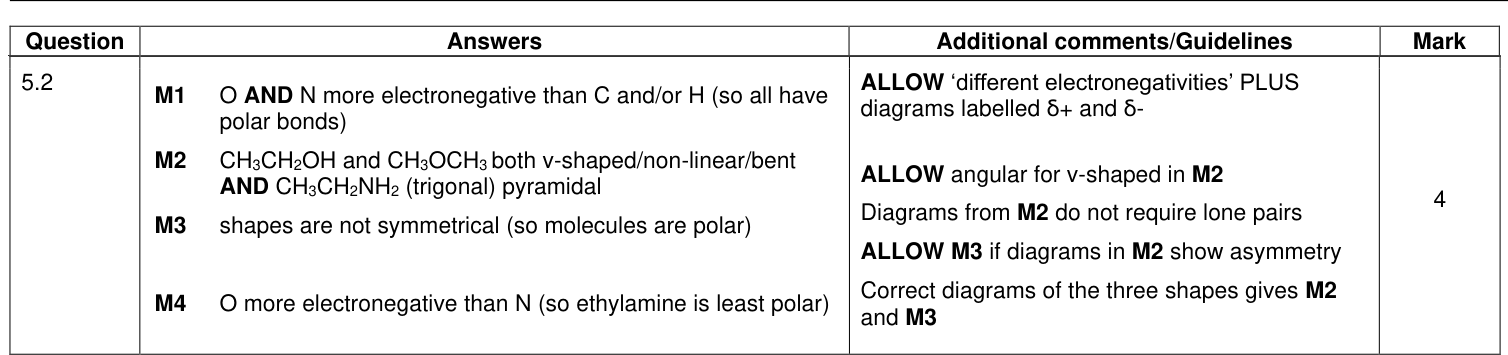 Question Answers Additional comments/Guidelines Mark
5.2
M1 O AND N more electronegative than C and/or H (so all have
polar bonds)
M2 CH₃CH₂OH and CH₃OCH₃ both v-shaped/non-linear/bent
AND CH₃CH₂NH₂ (trigonal) pyramidal
M3 shapes are not symmetrical (so molecules are polar)
M4 O more electronegative than N (so ethylamine is least polar)
ALLOW ‘different electronegativities’ PLUS
diagrams labelled δ+ and δ-
ALLOW angular for v-shaped in M2
Diagrams from M2 do not require lone pairs
ALLOW M3 if diagrams in M2 show asymmetry
Correct diagrams of the three shapes gives M2
and M3
4